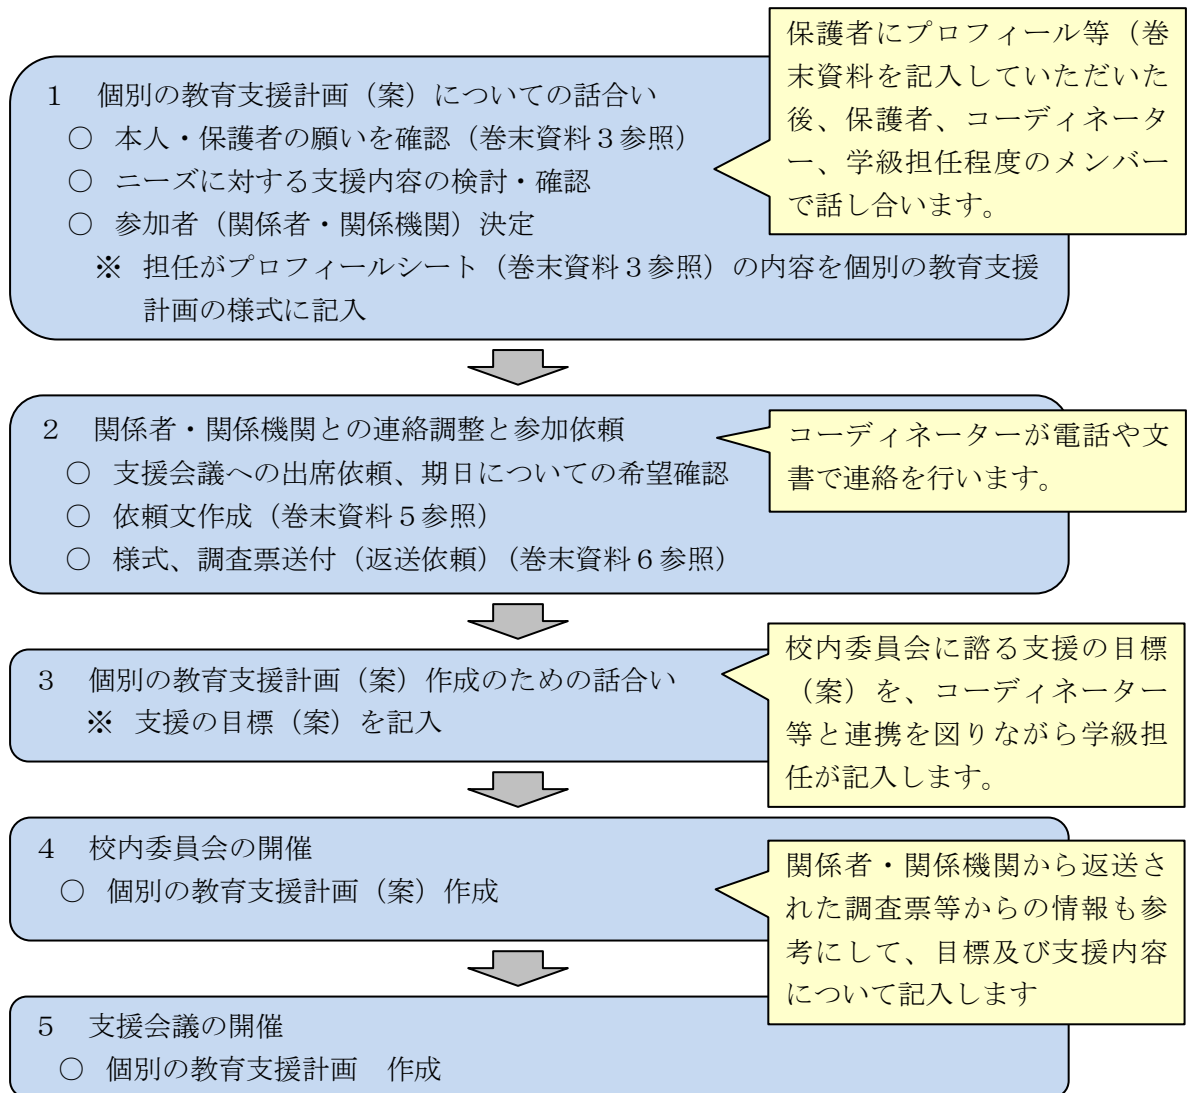 保護者にプロフィール等（巻
末資料を記入していただいた
後、保護者、コーディネータ
ー、学級担任程度のメンバー
で話し合います。
１　個別の教育支援計画（案）についての話合い
○　本人・保護者の願いを確認（巻末資料３参照）
○　ニーズに対する支援内容の検討・確認
○　参加者（関係者・関係機関）決定
※　担任がプロフィールシート（巻末資料３参照）の内容を個別の教育支援
計画の様式に記入
２　関係者・関係機関との連絡調整と参加依頼
○　支援会議への出席依頼、期日についての希望確認
○　依頼文作成（巻末資料５参照）
○　様式、調査票送付（返送依頼）（巻末資料６参照）
コーディネーターが電話や文
書で連絡を行います。
３　個別の教育支援計画（案）作成のための話合い
※　支援の目標（案）を記入
校内委員会に諮る支援の目標
（案）を、コーディネーター
等と連携を図りながら学級担
任が記入します。
４　校内委員会の開催
○　個別の教育支援計画（案）作成
関係者・関係機関から返送さ
れた調査票等からの情報も参
考にして、目標及び支援内容
について記入します
５　支援会議の開催
○　個別の教育支援計画　作成